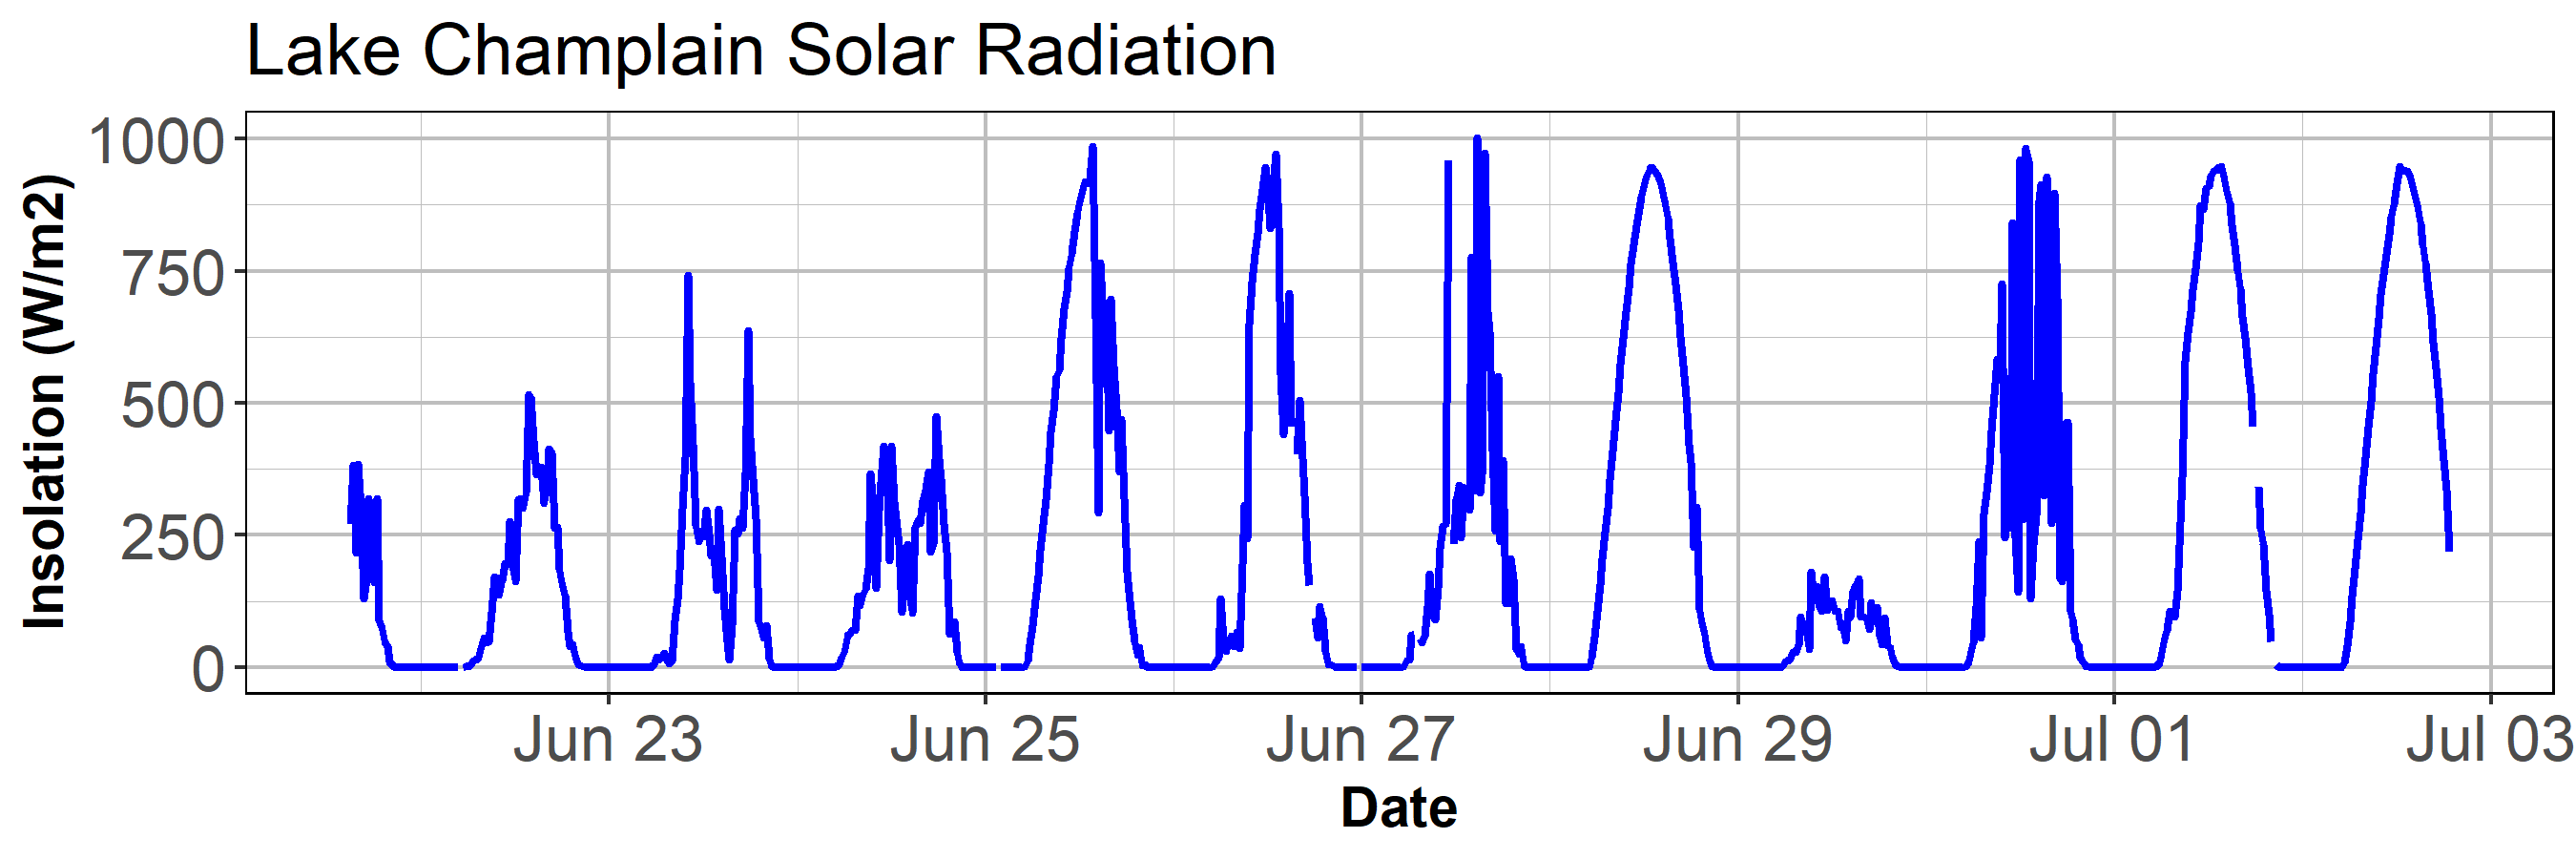 Lake Champlain Solar Radiation
Insolation (W/m2)
1000
750
500
250
0
Jun 23 Jun 25 Jun 27 Jun 29 Jul 01 Jul 03
Date